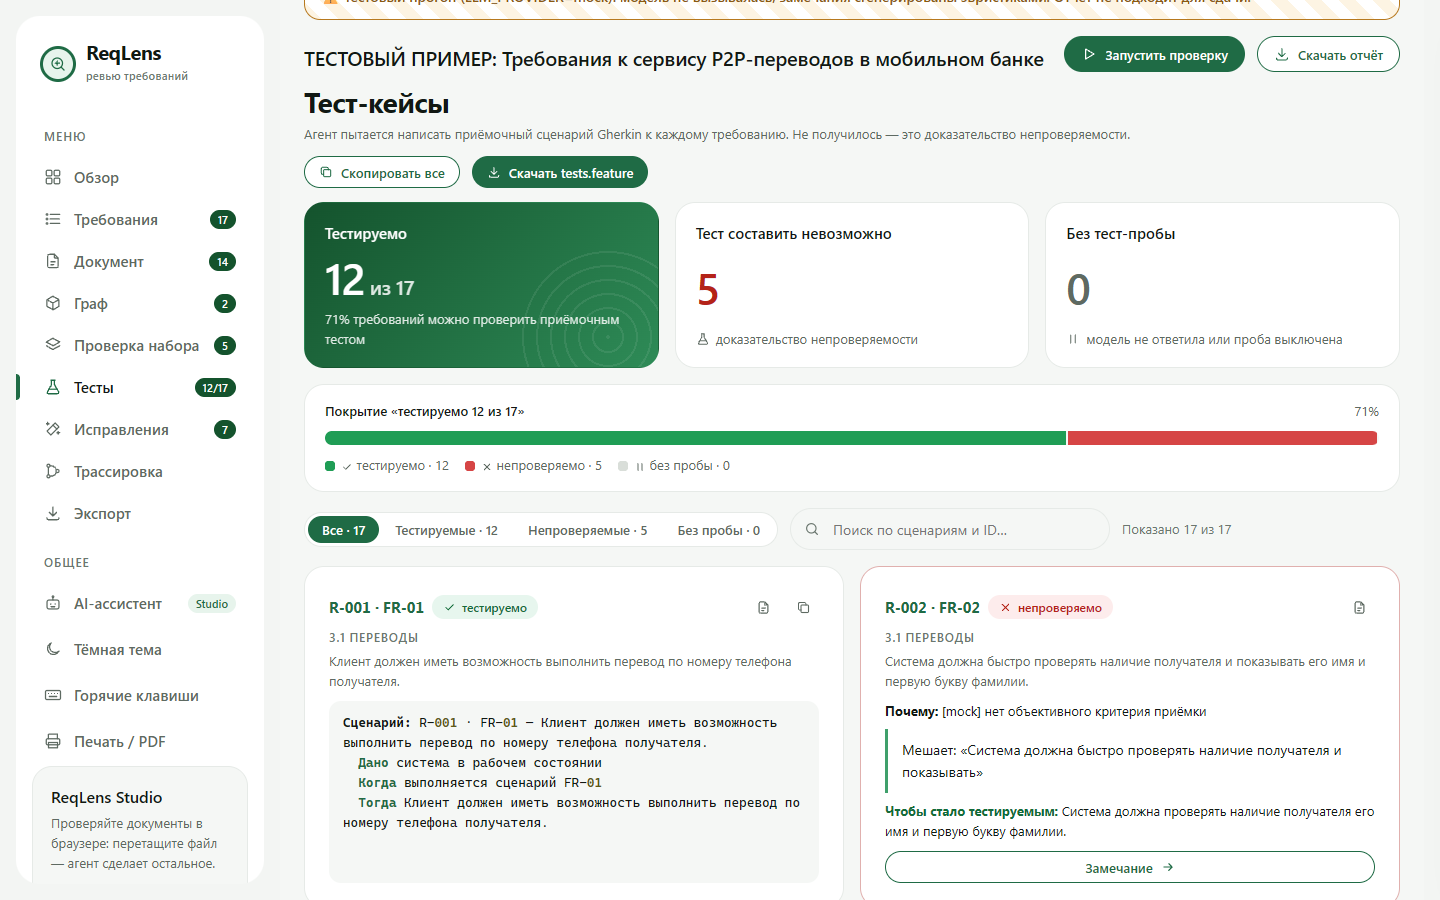 ReqLens
ревью требований
МЕНЮ
Обзор
Требования 17
Документ 14
Граф 2
Проверка набора 5
Тесты 12/17
Исправления 7
Трассировка
Экспорт
ОБЩЕЕ
AI-ассистент Studio
Тёмная тема
Горячие клавиши
Печать / PDF
ReqLens Studio
Проверяйте документы в
браузере: перетащите файл
— агент сделает остальное.
ТЕСТОВЫЙ ПРИМЕР: Требования к сервису P2P-переводов в мобильном банке
Запустить проверку
Скачать отчёт
Тест-кейсы
Агент пытается написать приёмочный сценарий Gherkin к каждому требованию. Не получилось — это доказательство непроверяемости.
Скопировать все
Скачать tests.feature
Тестируемо
12 из 17
71% требований можно проверить приёмочным
тестом
Тест составить невозможно
5
доказательство непроверяемости
Без тест-пробы
0
модель не ответила или проба выключена
Покрытие «тестируемо 12 из 17» 71%
тестируемо · 12 непроверяемо · 5 без пробы · 0
Все · 17 Тестируемые · 12 Непроверяемые · 5 Без пробы · 0
Поиск по сценариям и ID...
Показано 17 из 17
R-001 · FR-01 тестируемо
3.1 ПЕРЕВОДЫ
Клиент должен иметь возможность выполнить перевод по номеру телефона
получателя.
Сценарий: R-001 · FR-01 — Клиент должен иметь возможность
выполнить перевод по номеру телефона получателя.
Дано система в рабочем состоянии
Когда выполняется сценарий FR-01
Тогда Клиент должен иметь возможность выполнить перевод по
номеру телефона получателя.
R-002 · FR-02 непроверяемо
3.1 ПЕРЕВОДЫ
Система должна быстро проверять наличие получателя и показывать его имя и
первую букву фамилии.
Почему: [mock] нет объективного критерия приёмки
Мешает: «Система должна быстро проверять наличие получателя и
показывать»
Чтобы стало тестируемым: Система должна проверять наличие получателя его
имя и первую букву фамилии.
Замечание